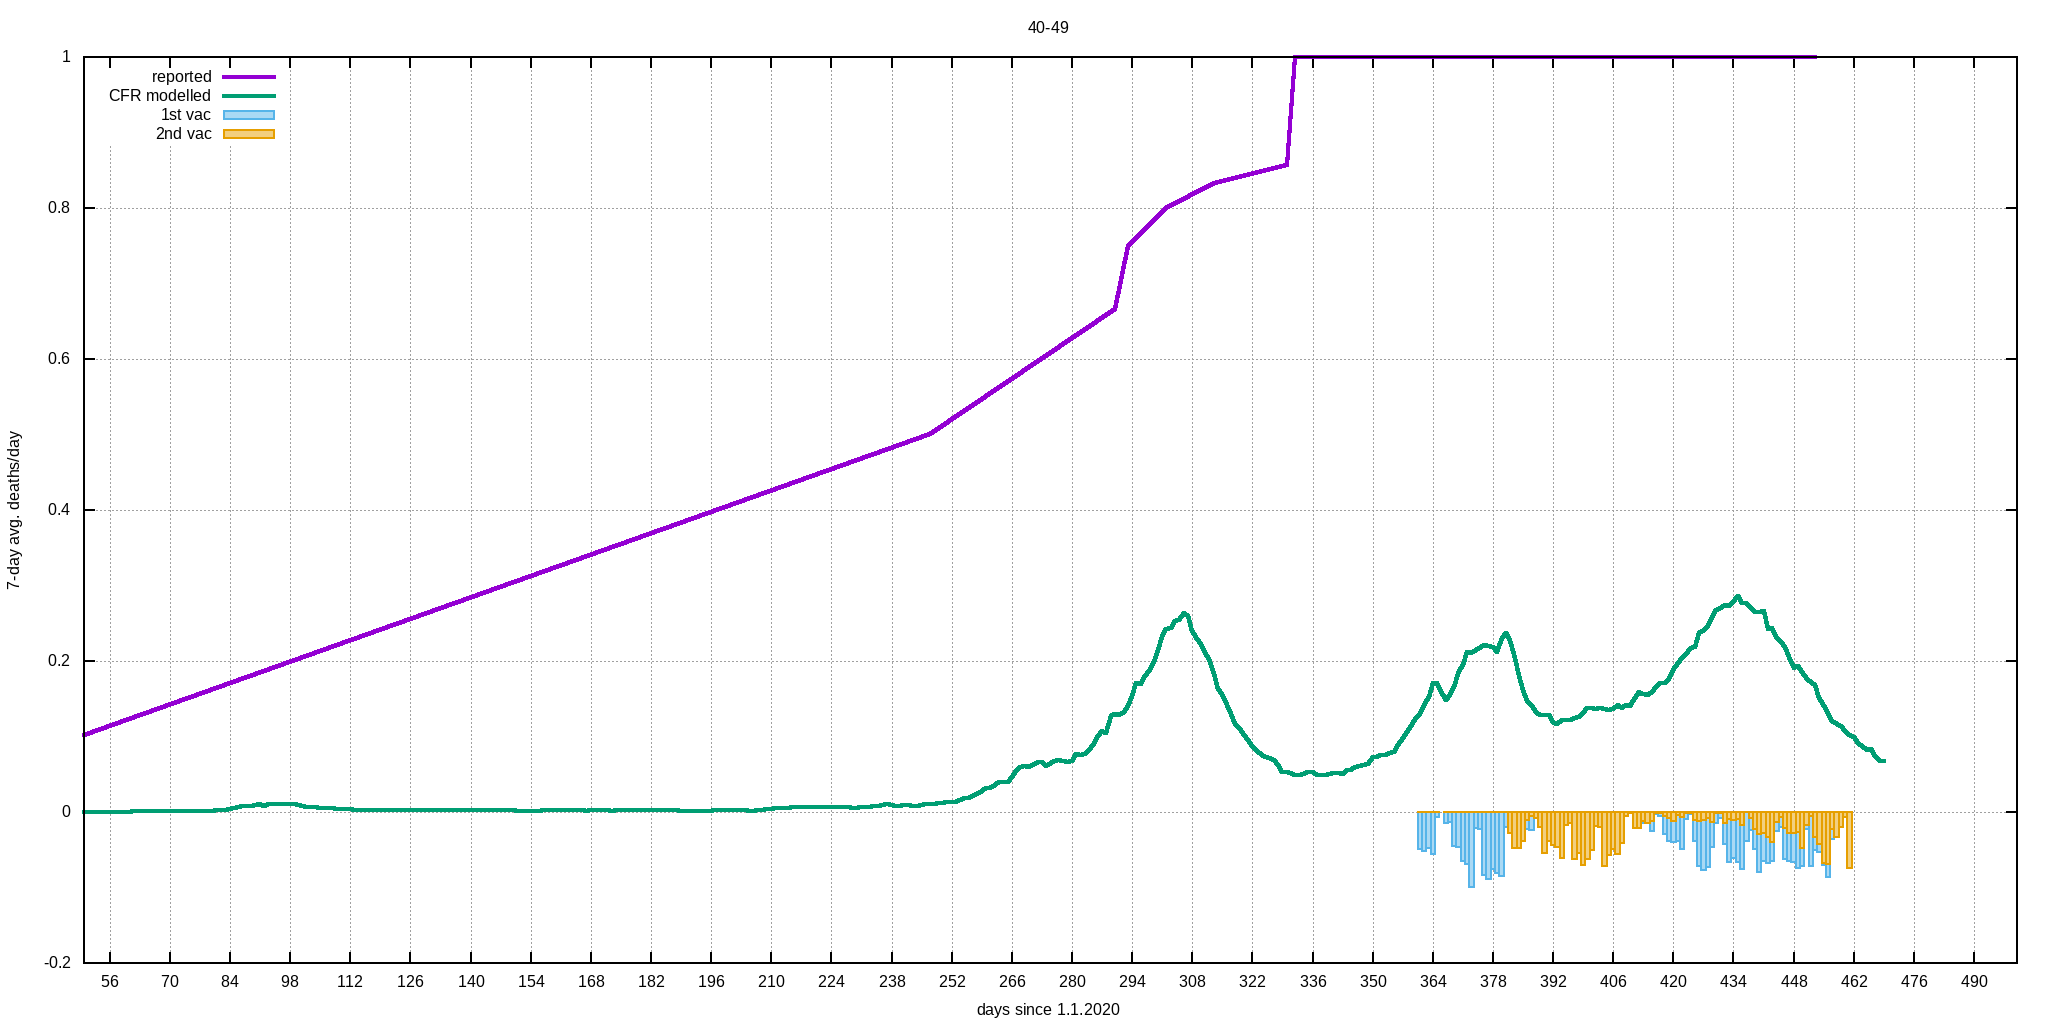 40-49
reported
CFR modelled
1st vac
2nd vac
7-day avg. deaths/day
1
0.8
0.6
0.4
0.2
0
-0.2
56 70 84 98 112 126 140 154 168 182 196 210 224 238 252 266 280 294 308 322 336 350 364 378 392 406 420 434 448 462 476 490
days since 1.1.2020